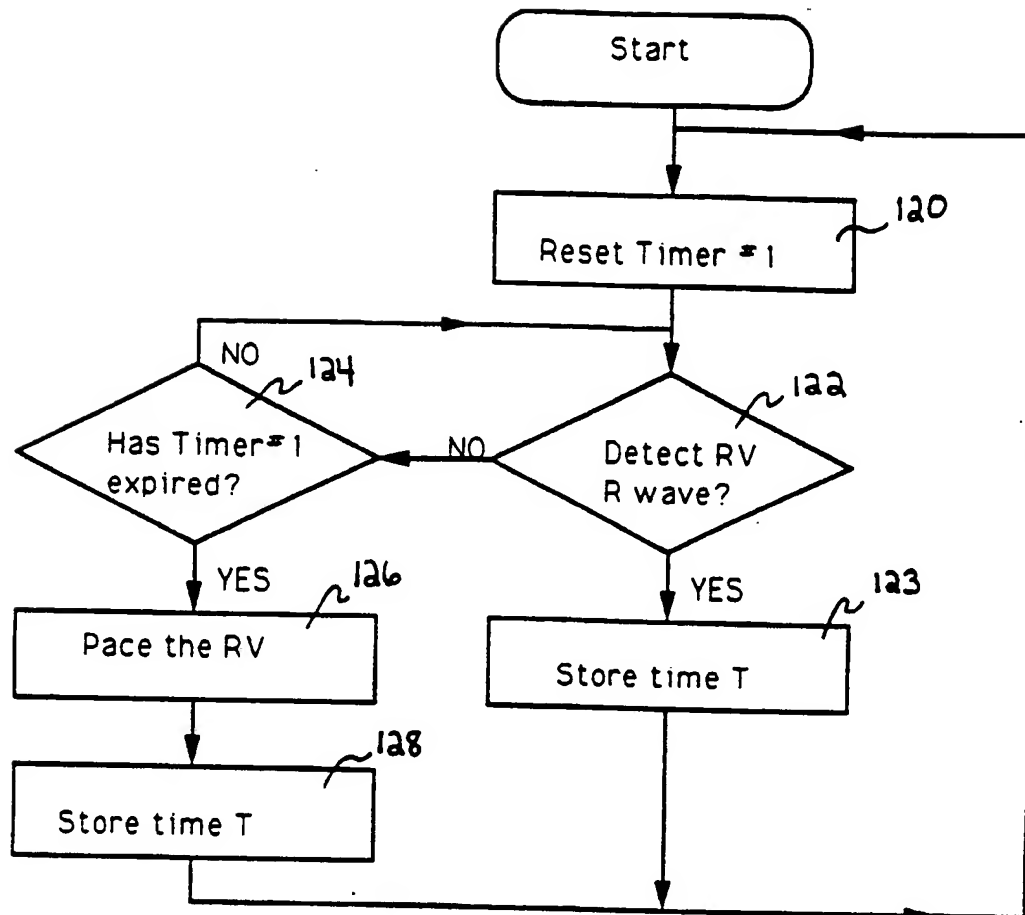 Start
120
Reset Timer #1
NO
124
122
Has Timer #1
expired?
NO
Detect RV
R wave?
YES
126
YES
123
Pace the RV
Store time T
128
Store time T